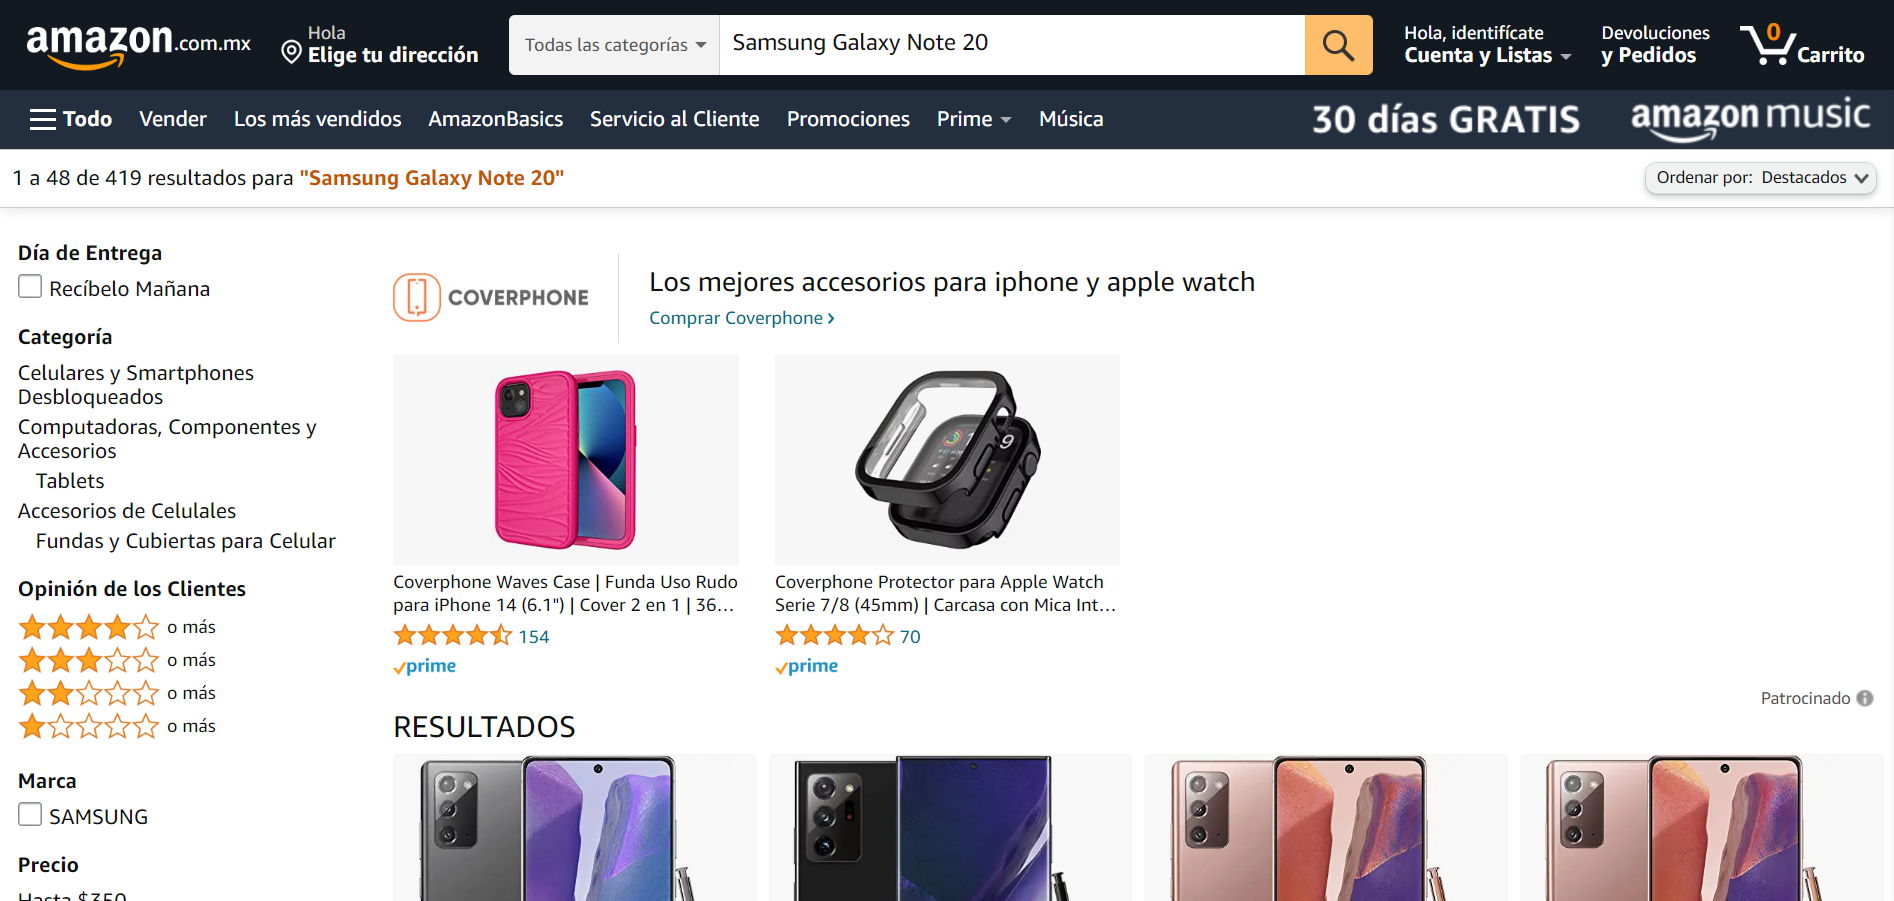 amazon.com.mx
Hola
Elige tu dirección
Todas las categorías
Samsung Galaxy Note 20
Hola, identifícate
Cuenta y Listas
Devoluciones
y Pedidos
0
Carrito
Todo
Vender
Los más vendidos
AmazonBasics
Servicio al Cliente
Promociones
Prime
Música
30 días GRATIS
amazon music
1 a 48 de 419 resultados para "Samsung Galaxy Note 20"
Ordenar por: Destacados
Día de Entrega
Recíbelo Mañana
Categoría
Celulares y Smartphones
Desbloqueados
Computadoras, Componentes y
Accesorios
Tablets
Accesorios de Celulales
Fundas y Cubiertas para Celular
Opinión de los Clientes
o más
o más
o más
o más
Marca
SAMSUNG
Precio
Hasta $350
COVERPHONE
Los mejores accesorios para iphone y apple watch
Comprar Coverphone
Coverphone Waves Case | Funda Uso Rudo
para iPhone 14 (6.1") | Cover 2 en 1 | 36...
154
prime
Coverphone Protector para Apple Watch
Serie 7/8 (45mm) | Carcasa con Mica Int...
70
prime
Patrocinado
RESULTADOS